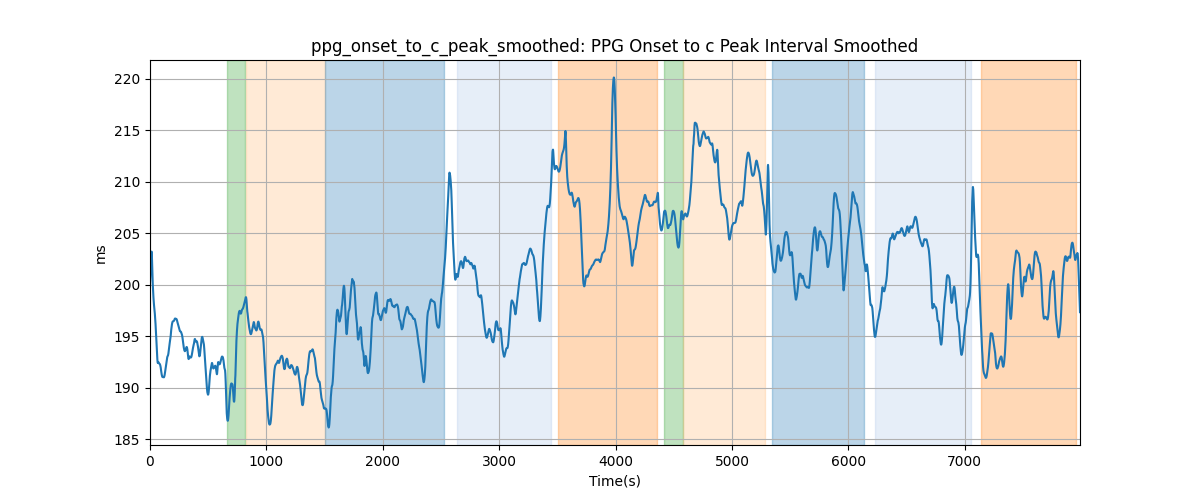 ppg_onset_to_c_peak_smoothed: PPG Onset to c Peak Interval Smoothed
220
215
210
205
200
195
190
185
ms
0 1000 2000 3000 4000 5000 6000 7000
Time(s)